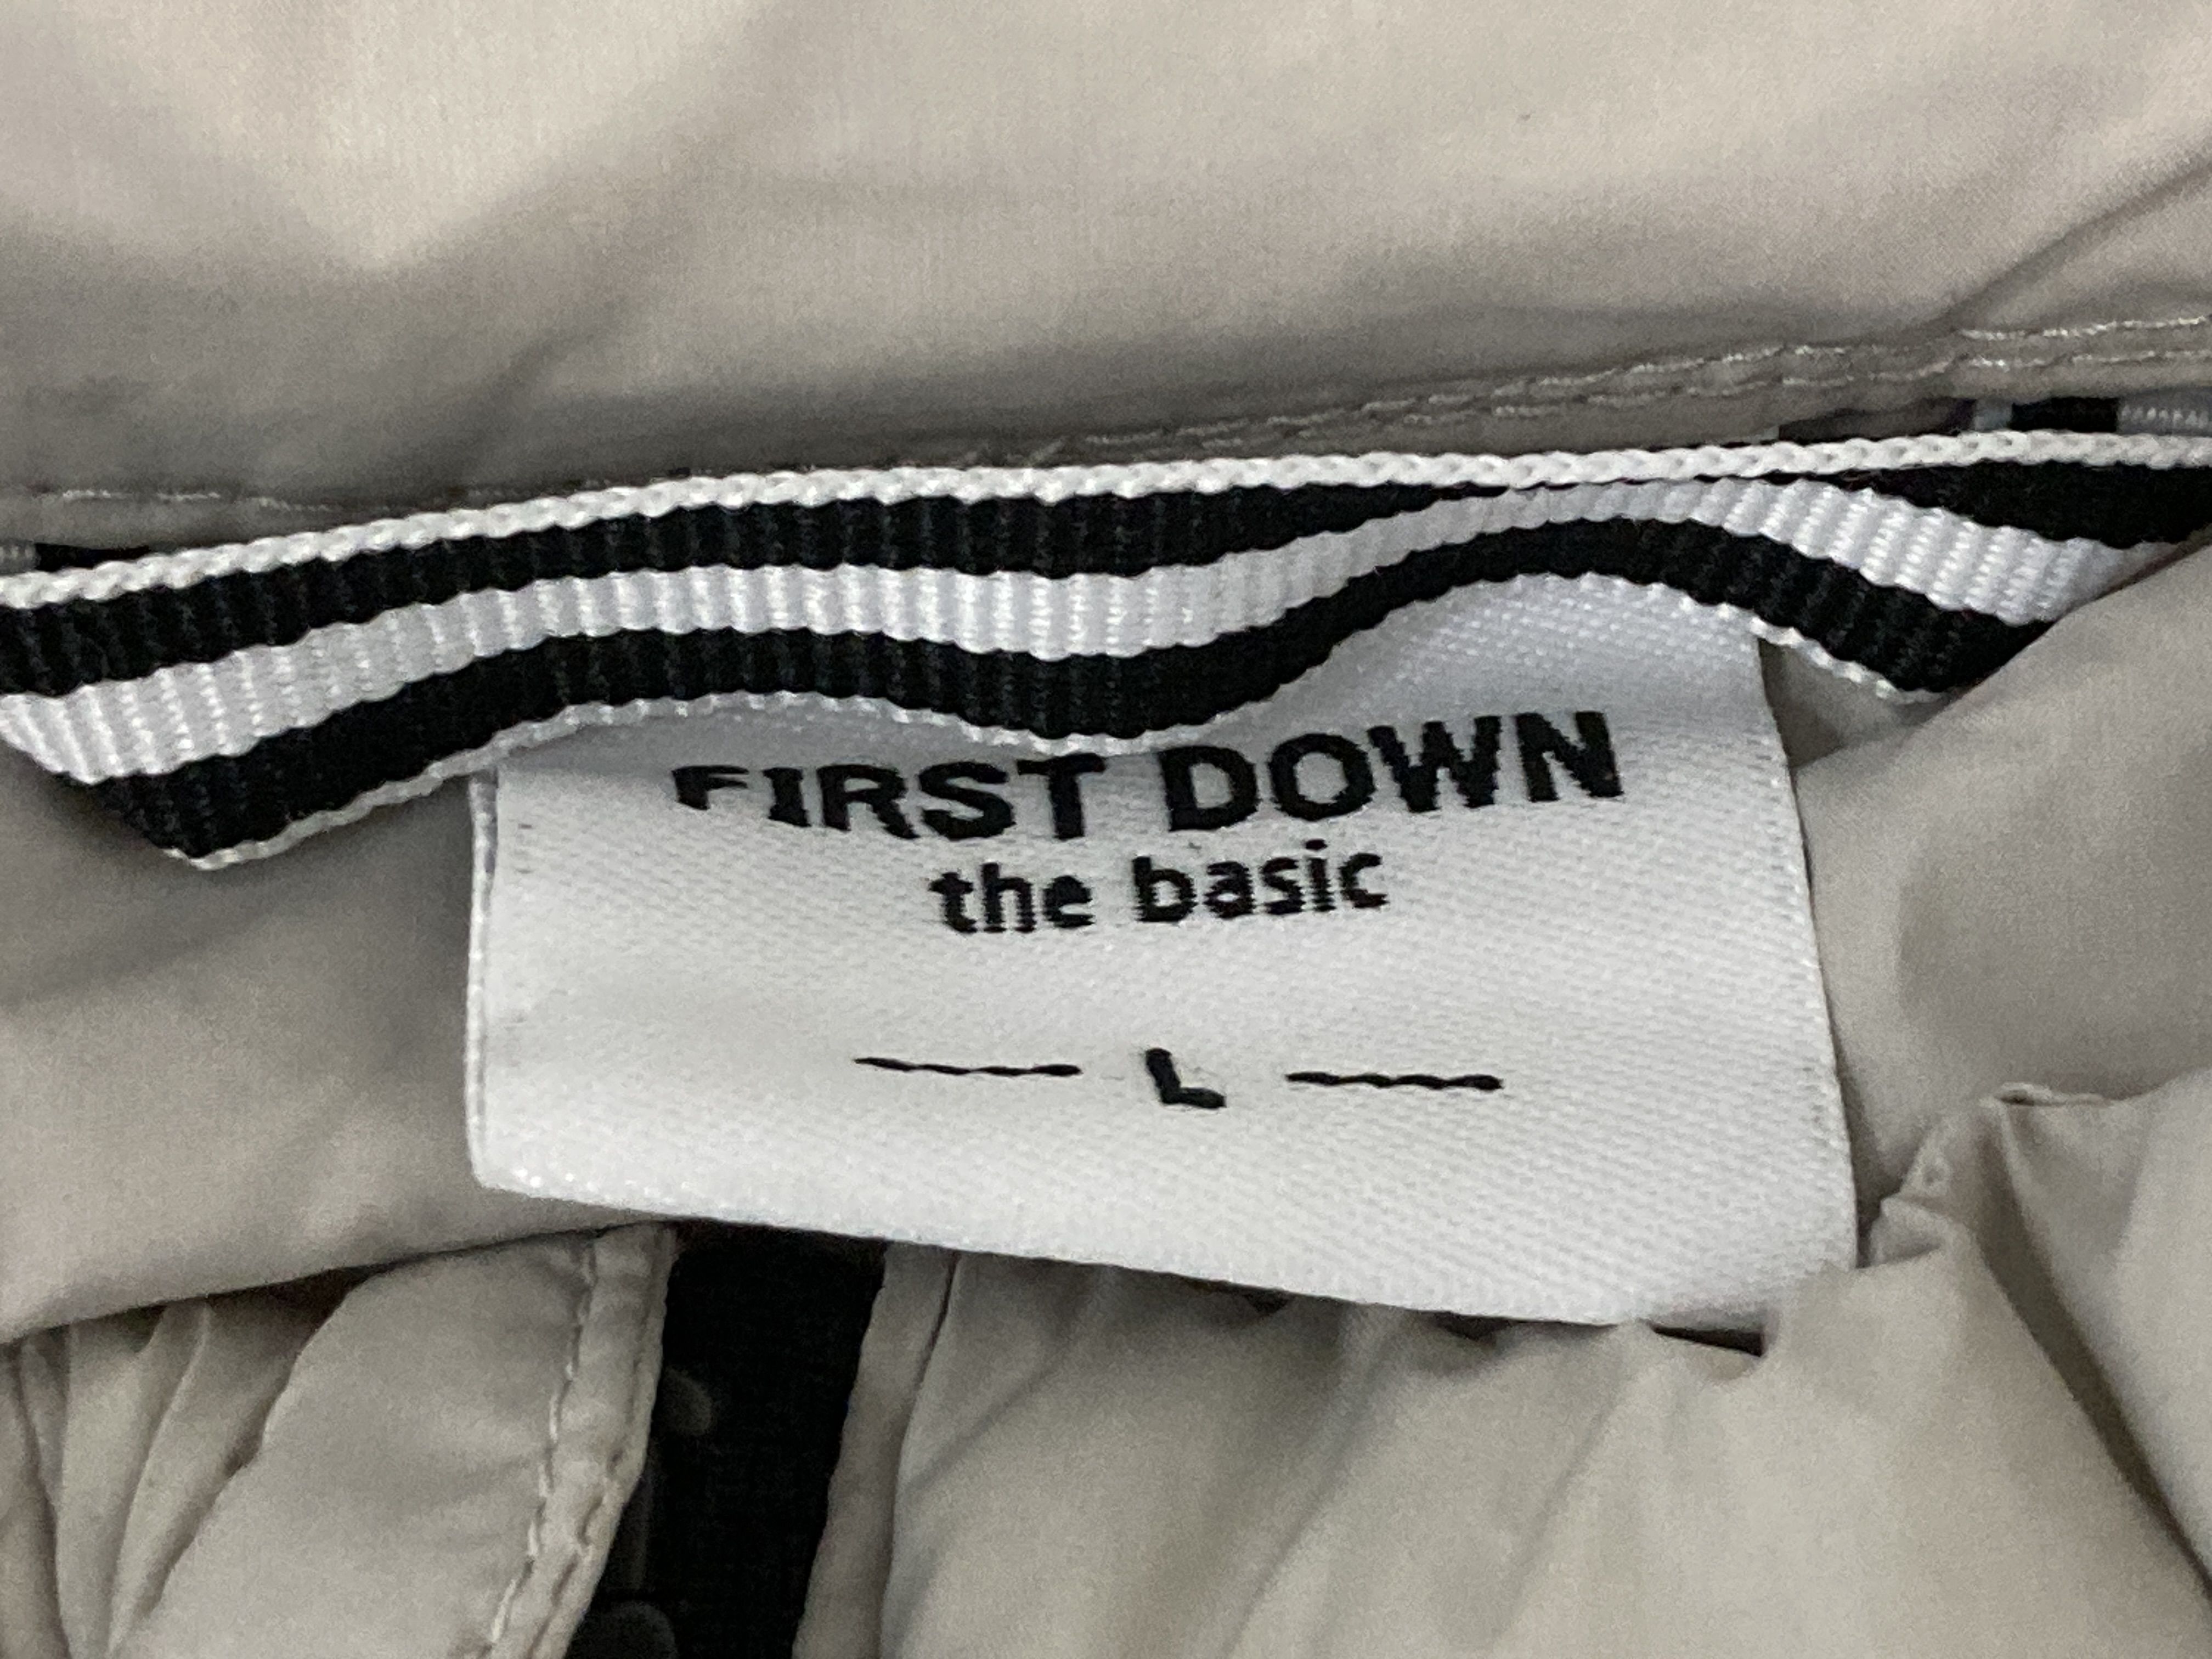 FIRST DOWN
the basic
— L —